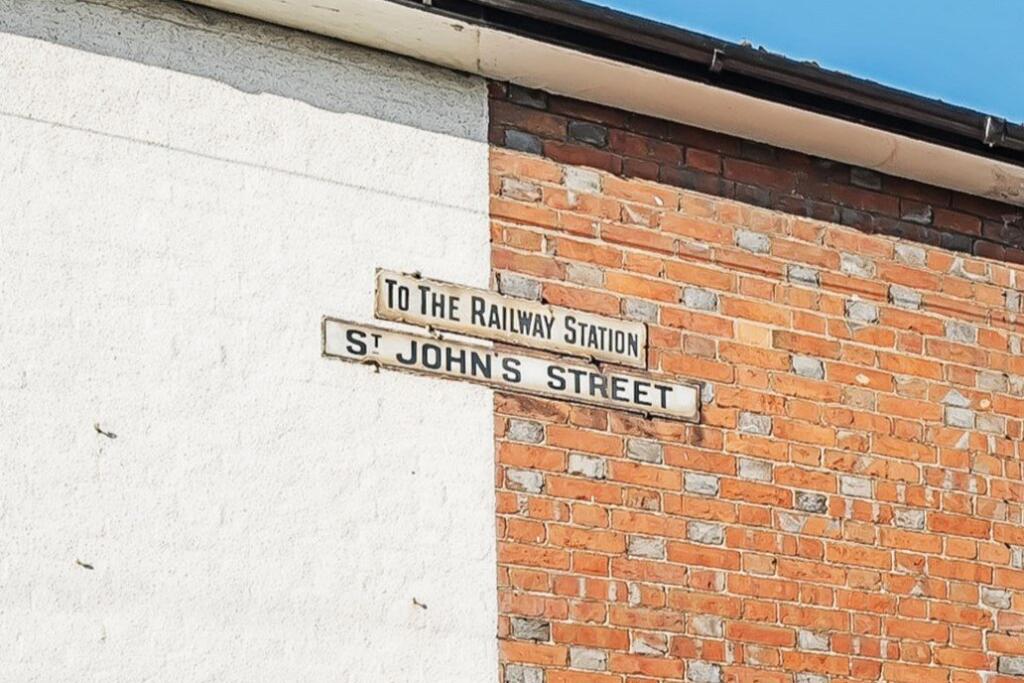 To The Railway Station
St John's Street